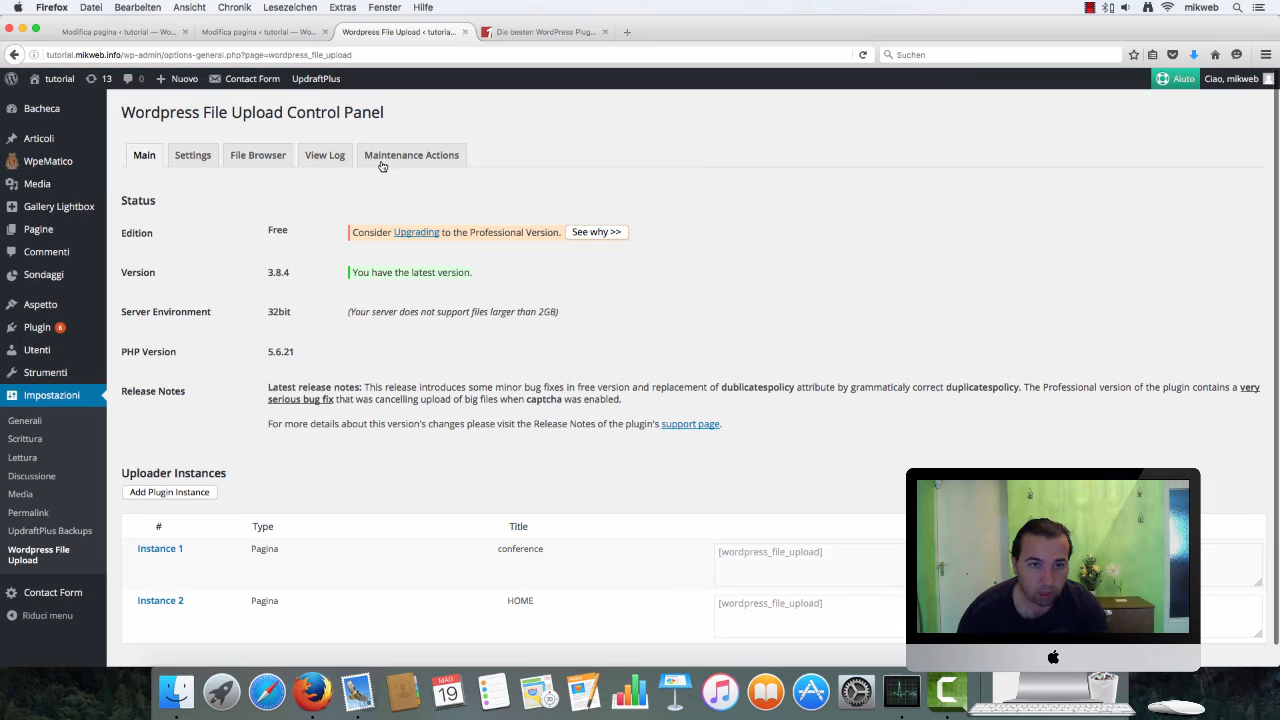 Firefox Datei Bearbeiten Ansicht Chronik Lesezeichen Extras Fenster Hilfe mikweb
Modifica pagina ‹ tutorial — W... × Modifica pagina ‹ tutorial — W... × Wordpress File Upload ‹ tutor... × Die besten WordPress Plug... × +
tutorial.mikweb.info/wp-admin/options-general.php?page=wordpress_file_upload Suchen
tutorial 13 0 + Nuovo Contact Form UpdraftPlus Aiuto Ciao, mikweb
Bacheca
Articoli
WpeMatico
Media
Gallery Lightbox
Pagine
Commenti
Sondaggi
Aspetto
Plugin 6
Utenti
Strumenti
Impostazioni
Generali
Scrittura
Lettura
Discussione
Media
Permalink
UpdraftPlus Backups
Wordpress File
Upload
Contact Form
Riduci menu
Wordpress File Upload Control Panel
Main Settings File Browser View Log Maintenance Actions
Status
Edition Free Consider Upgrading to the Professional Version. See why >>
Version 3.8.4 You have the latest version.
Server Environment 32bit (Your server does not support files larger than 2GB)
PHP Version 5.6.21
Release Notes Latest release notes: This release introduces some minor bug fixes in free version and replacement of dublicatespolicy attribute by grammaticaly correct duplicatespolicy. The Professional version of the plugin contains a very
serious bug fix that was cancelling upload of big files when captcha was enabled.
For more details about this version's changes please visit the Release Notes of the plugin's support page.
Uploader Instances
Add Plugin Instance
# Type Title
Instance 1 Pagina conference [wordpress_file_upload]
Instance 2 Pagina HOME [wordpress_file_upload]
MAG
19